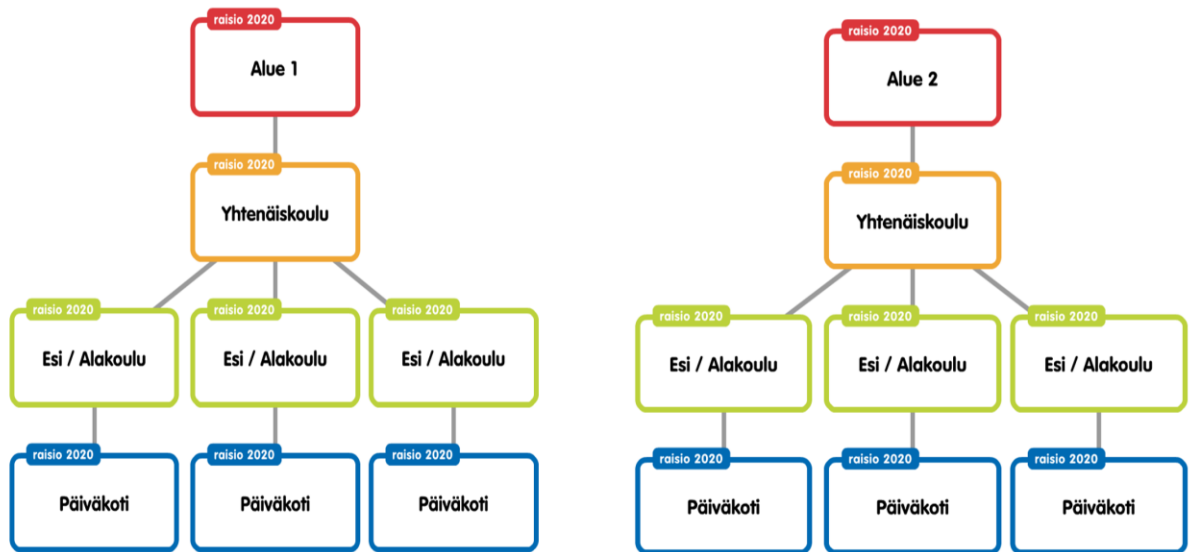 raisio 2020
Alue 1
raisio 2020
Yhtenäiskoulu
raisio 2020
Esi / Alakoulu
raisio 2020
Esi / Alakoulu
raisio 2020
Esi / Alakoulu
raisio 2020
Päiväkoti
raisio 2020
Päiväkoti
raisio 2020
Päiväkoti
raisio 2020
Alue 2
raisio 2020
Yhtenäiskoulu
raisio 2020
Esi / Alakoulu
raisio 2020
Esi / Alakoulu
raisio 2020
Esi / Alakoulu
raisio 2020
Päiväkoti
raisio 2020
Päiväkoti
raisio 2020
Päiväkoti